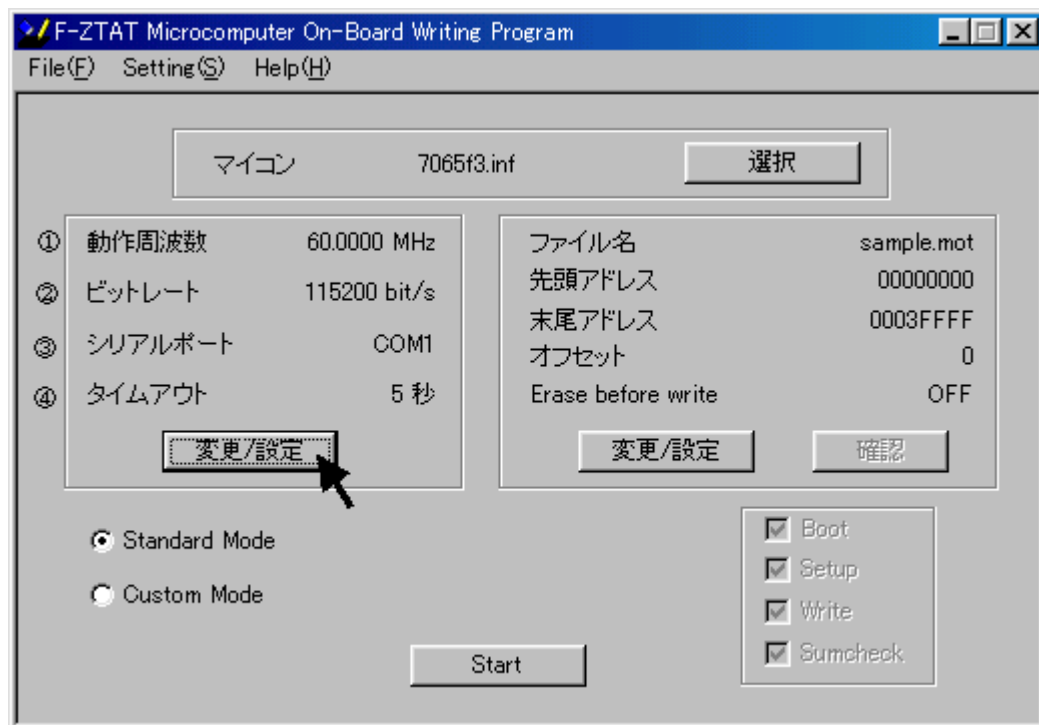 F-ZTAT Microcomputer On-Board Writing Program
File(F) Setting(S) Help(H)
マイコン 7065f3.inf 選択
① 動作周波数 60.0000 MHz
② ビットレート 115200 bit/s
③ シリアルポート COM1
④ タイムアウト 5 秒
変更/設定
ファイル名 sample.mot
先頭アドレス 00000000
末尾アドレス 0003FFFF
オフセット 0
Erase before write OFF
変更/設定 確認
Standard Mode
Custom Mode
Boot
Setup
Write
Sumcheck
Start